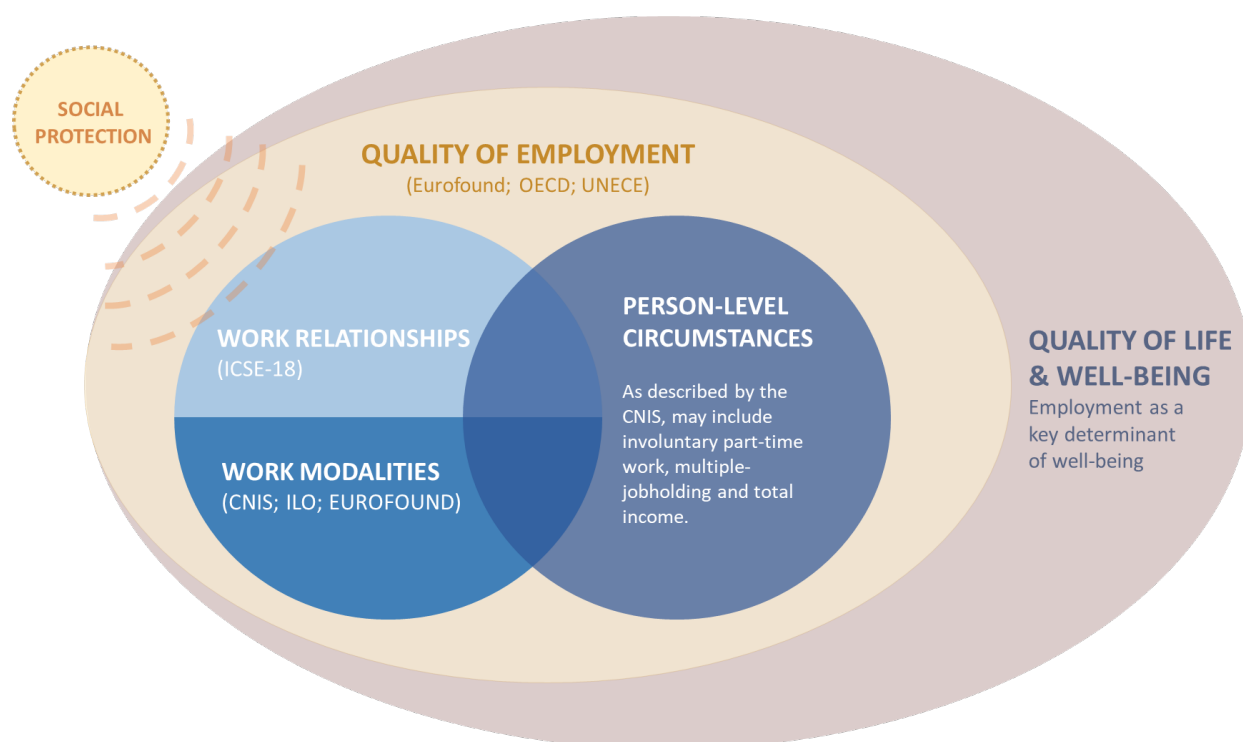 SOCIAL
PROTECTION
QUALITY OF EMPLOYMENT
(Eurofound; OECD; UNECE)
WORK RELATIONSHIPS
(ICSE-18)
WORK MODALITIES
(CNIS; ILO; EUROFOUND)
PERSON-LEVEL
CIRCUMSTANCES
As described by the
CNIS, may include
involuntary part-time
work, multiple-
jobholding and total
income.
QUALITY OF LIFE
& WELL-BEING
Employment as a
key determinant
of well-being